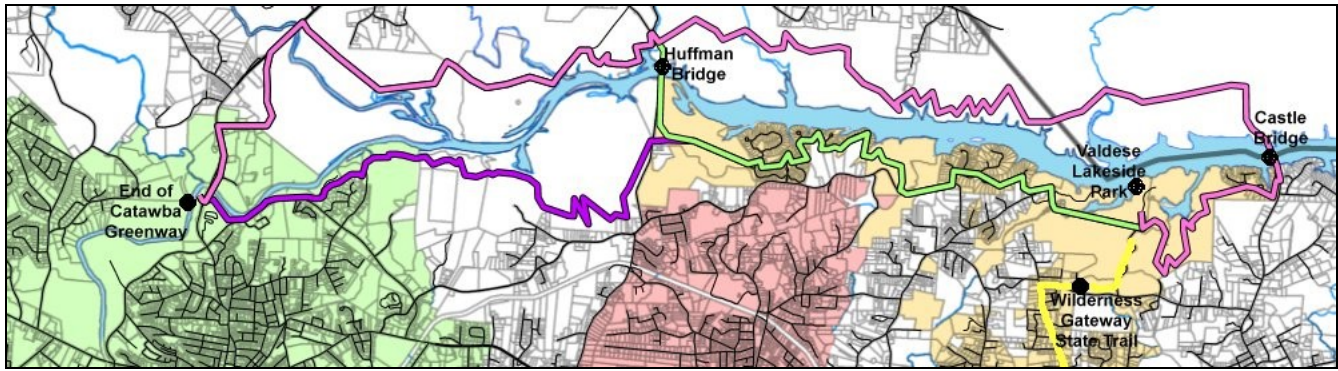 Huffman
Bridge
Castle
Bridge
Valdese
Lakeside
Park
End of
Catawba
Greenway
Wilderness
Gateway
State Trail